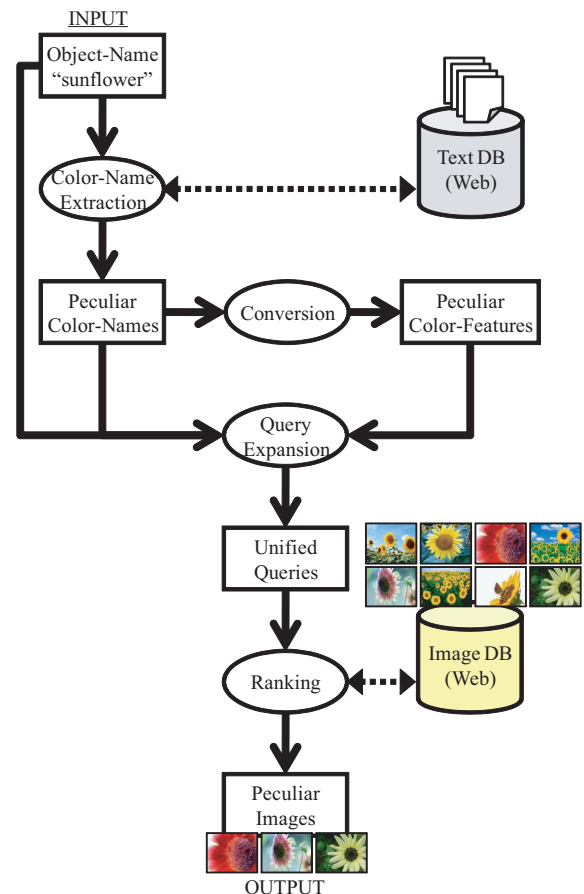 INPUT
Object-Name
“sunflower”
Color-Name
Extraction
Text DB
(Web)
Peculiar
Color-Names
Conversion
Peculiar
Color-Features
Query
Expansion
Unified
Queries
Ranking
Image DB
(Web)
Peculiar
Images
OUTPUT